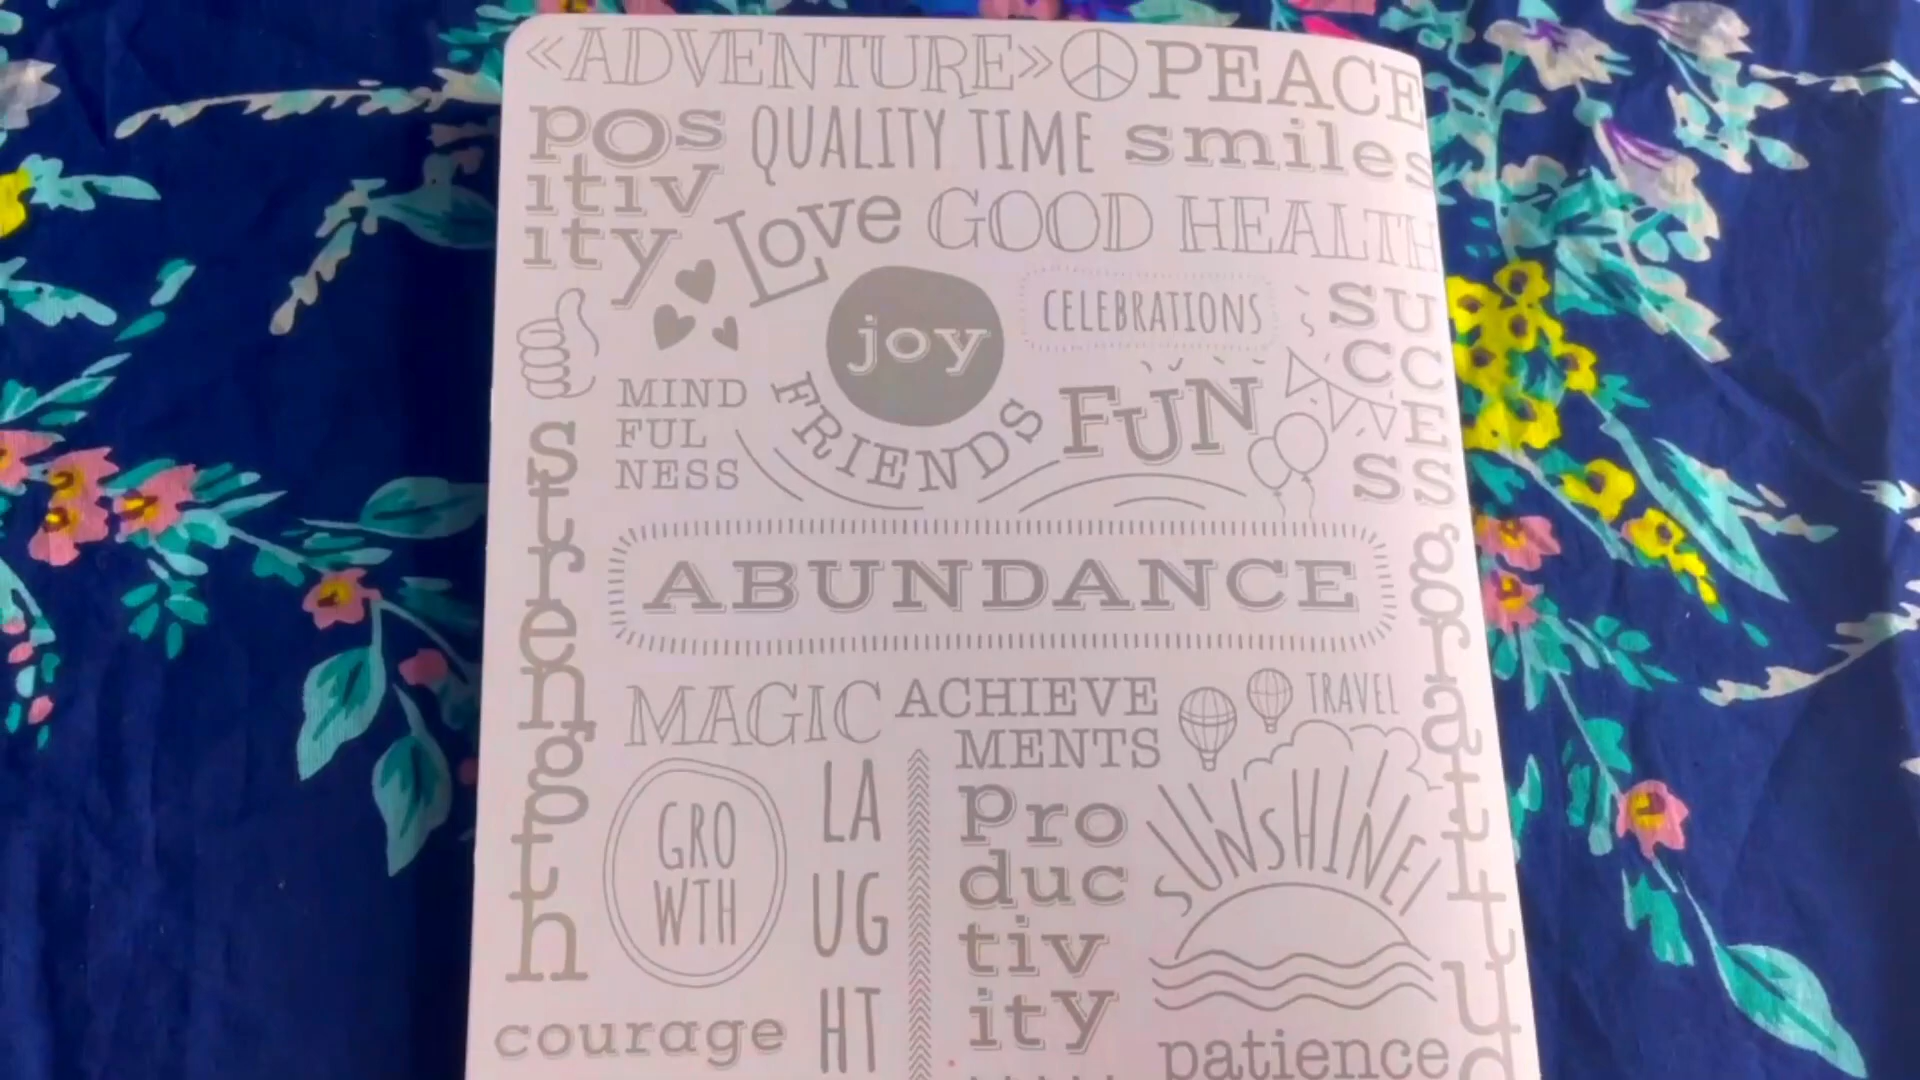 «ADVENTURE» PEACE
pos
itiv
ity
QUALITY TIME
smiles
Love
GOOD HEALTH
joy
CELEBRATIONS
SU
CC
E
SS
MIND
FUL
NESS
FRIENDS
FUN
strength
ABUNDANCE
gratitud
MAGIC
ACHIEVE
MENTS
TRAVEL
GRO
WTH
LA
UG
HT
Pro
duc
tiv
ity
SUNSHINE!
courage
patience